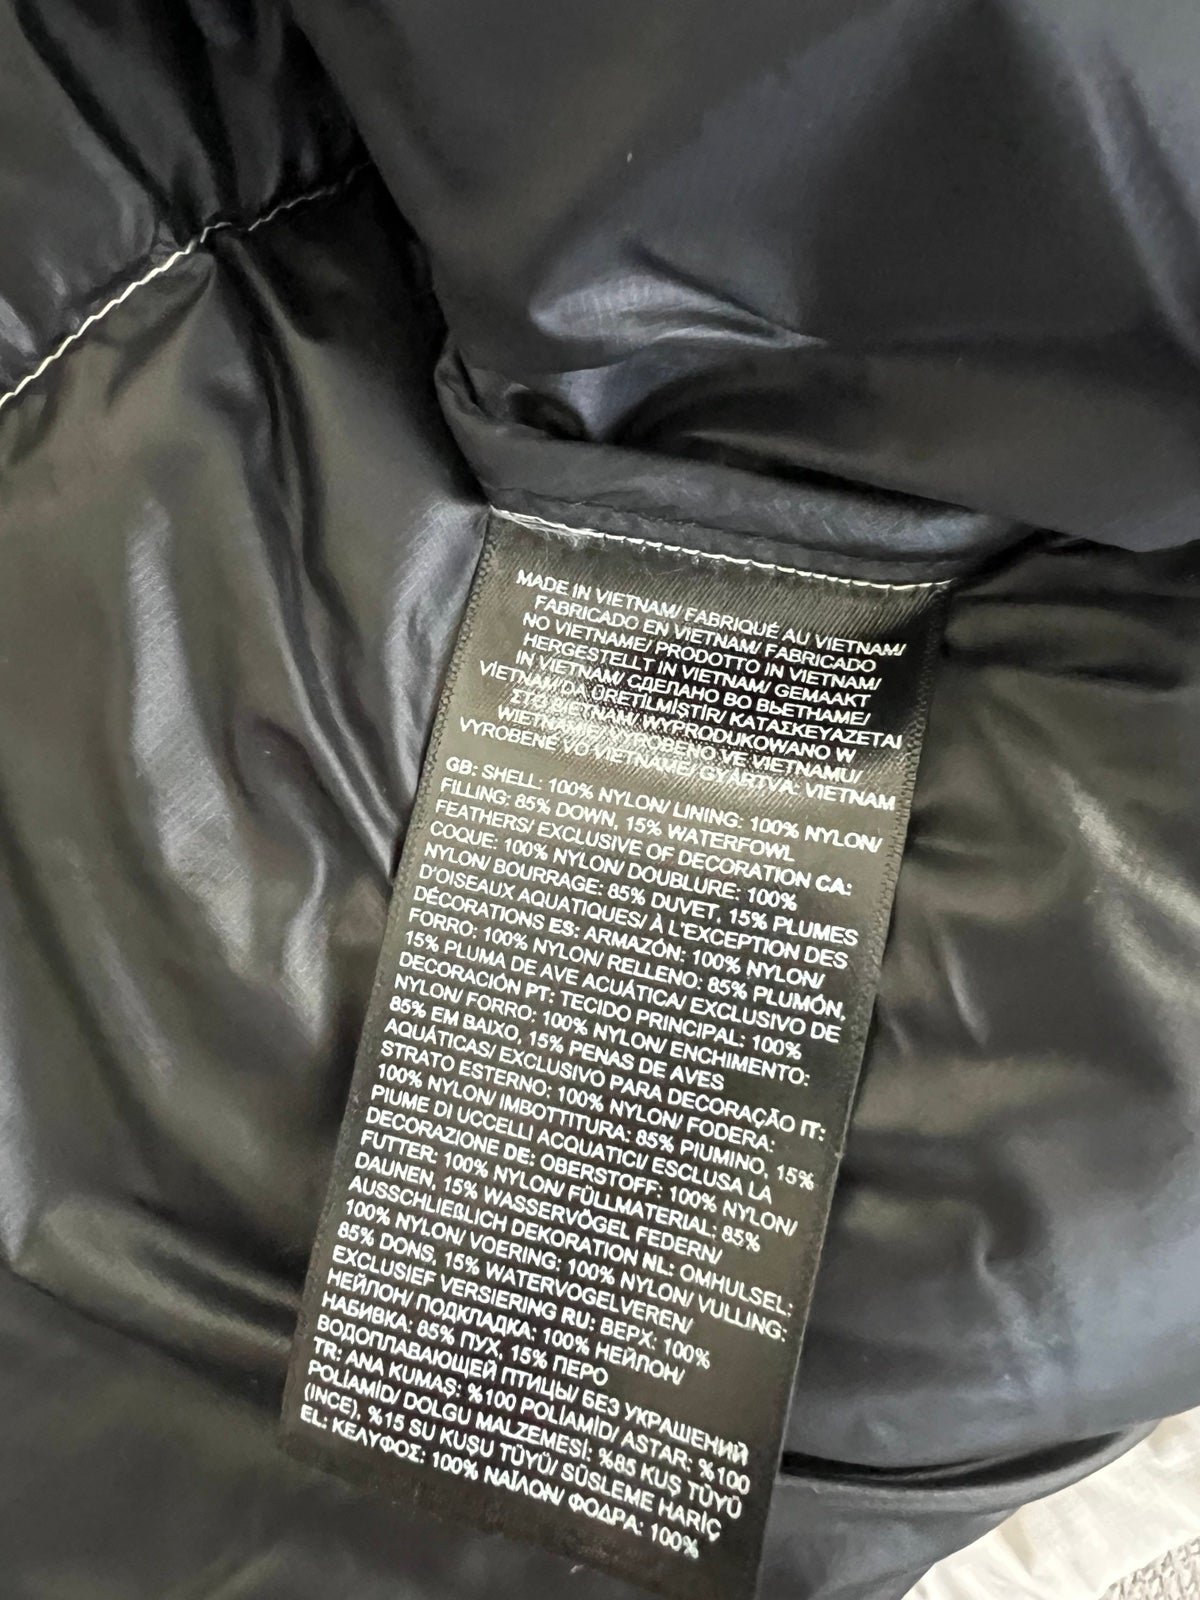 MADE IN VIETNAM/ FABRIQUÉ AU VIETNAM/
FABRICADO EN VIETNAM/ FABRICADO
NO VIETNAME/ PRODOTTO IN VIETNAM/
HERGESTELLT IN VIETNAM/ GEMAAKT
IN VIETNAM/ СДЕЛАНО ВО ВЬЕТНАМЕ/
VİETNAM'DA ÜRETİLMİŞTİR/ ΚΑΤΑΣΚΕΥΑΖΕΤΑΙ
ΣΤΟ ΒΙΕΤΝΑΜ/ WYPRODUKOWANO W
WIETNAMIE/ VYROBENO VE VIETNAMU/
VYROBENÉ VO VIETNAME/ GYÁRTVA: VIETNAM
GB: SHELL: 100% NYLON/ LINING: 100% NYLON/
FILLING: 85% DOWN, 15% WATERFOWL
FEATHERS/ EXCLUSIVE OF DECORATION CA:
COQUE: 100% NYLON/ DOUBLURE: 100%
NYLON/ BOURRAGE: 85% DUVET, 15% PLUMES
D'OISEAUX AQUATIQUES/ À L'EXCEPTION DES
DÉCORATIONS ES: ARMAZÓN: 100% NYLON/
FORRO: 100% NYLON/ RELLENO: 85% PLUMÓN,
15% PLUMA DE AVE ACUÁTICA/ EXCLUSIVO DE
DECORACIÓN PT: TECIDO PRINCIPAL: 100%
NYLON/ FORRO: 100% NYLON/ ENCHIMENTO:
85% EM BAIXO, 15% PENAS DE AVES
AQUÁTICAS/ EXCLUSIVO PARA DECORAÇÃO IT:
STRATO ESTERNO: 100% NYLON/ FODERA:
100% NYLON/ IMBOTTITURA: 85% PIUMINO, 15%
PIUME DI UCCELLI ACQUATICI/ ESCLUSA LA
DECORAZIONE DE: OBERSTOFF: 100% NYLON/
FUTTER: 100% NYLON/ FÜLLMATERIAL: 85%
DAUNEN, 15% WASSERVÖGEL FEDERN/
AUSSCHLIEßLICH DEKORATION NL: OMHULSEL:
100% NYLON/ VOERING: 100% NYLON/ VULLING:
85% DONS, 15% WATERVOGELVEREN/
EXCLUSIEF VERSIERING RU: ВЕРХ: 100%
НЕЙЛОН/ ПОДКЛАДКА: 100% НЕЙЛОН/
НАБИВКА: 85% ПУХ, 15% ПЕРО
ВОДОПЛАВАЮЩЕЙ ПТИЦЫ/ БЕЗ УКРАШЕНИЙ
TR: ANA KUMAŞ: %100 POLİAMİD/ ASTAR: %100
POLİAMİD/ DOLGU MALZEMESİ: %85 KUŞ TÜYÜ
(İNCE), %15 SU KUŞU TÜYÜ/ SÜSLEME HARİÇ
EL: ΚΕΛΥΦΟΣ: 100% ΝΑΪΛΟΝ/ ΦΟΔΡΑ: 100%